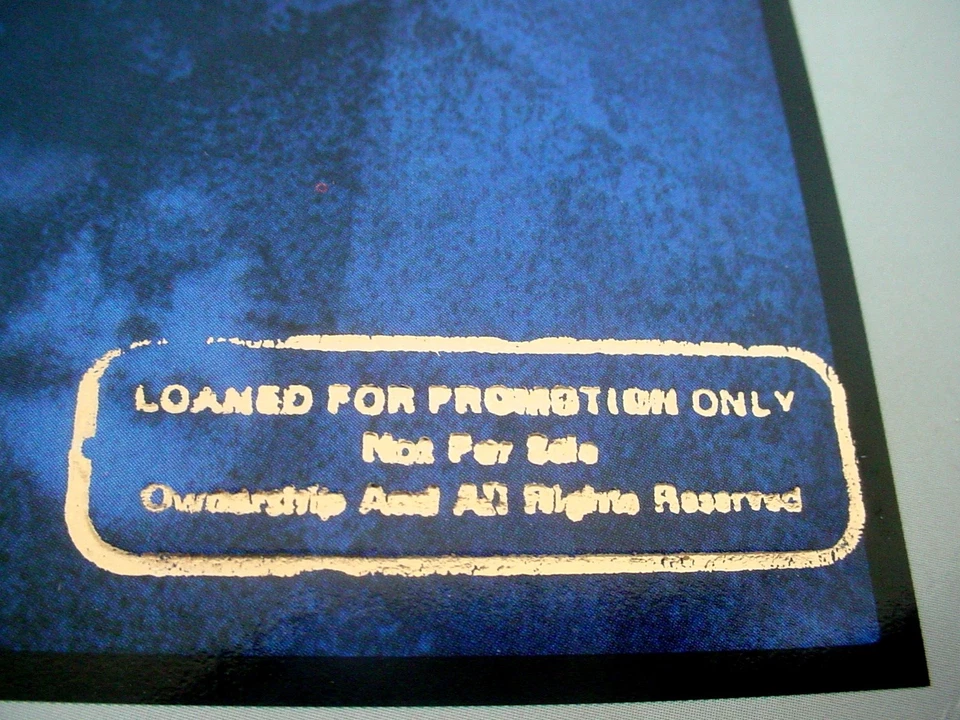 LOANED FOR PROMOTION ONLY
Not For Sale
Ownership And All Rights Reserved